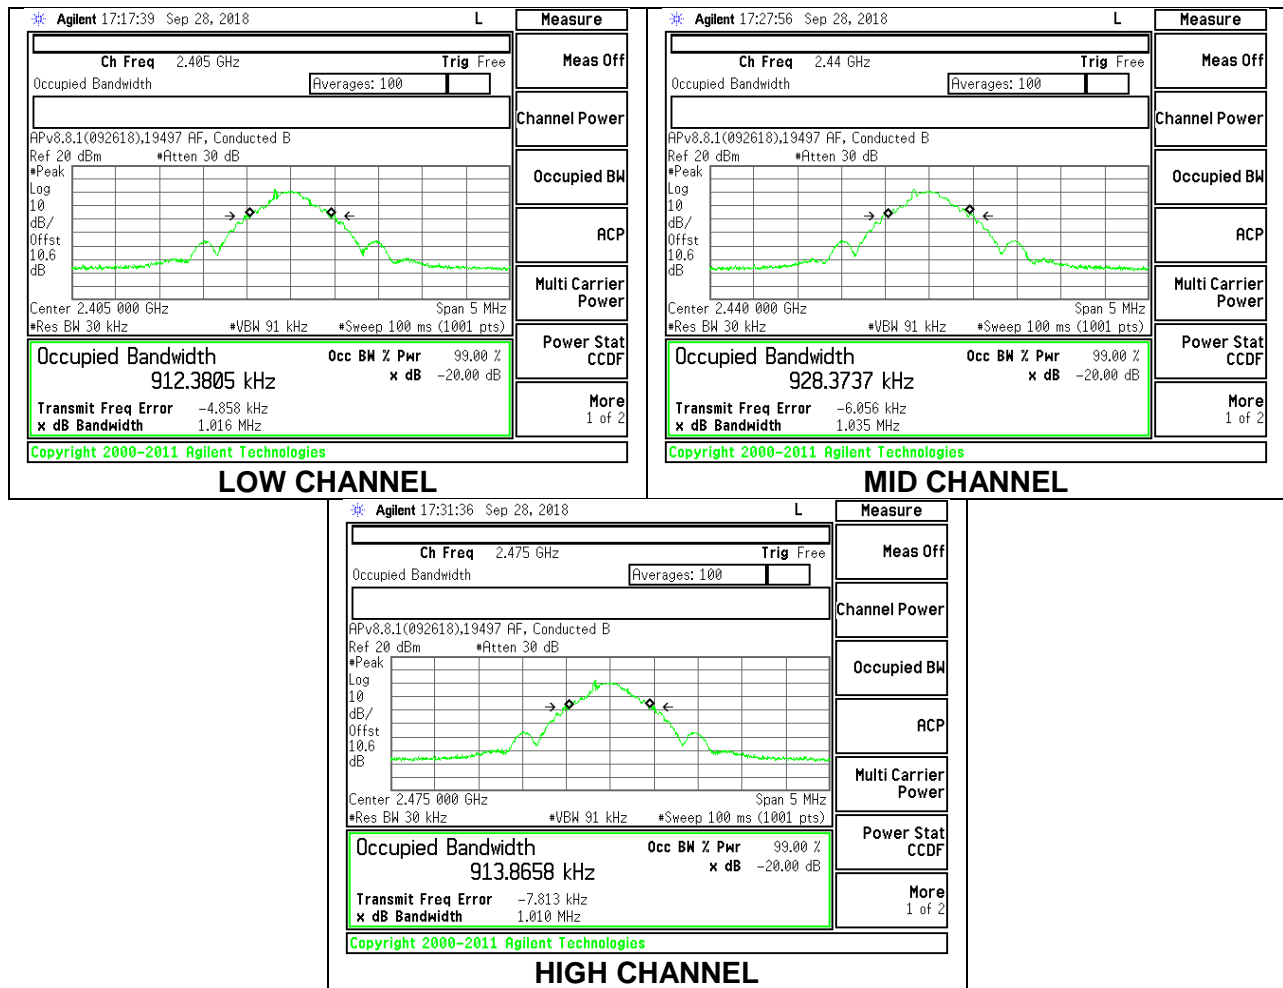 Agilent 17:17:39 Sep 28, 2018 L Measure
Ch Freq 2.405 GHz Trig Free
Occupied Bandwidth Averages: 100
APv8.8.1(092618),19497 AF, Conducted B
Ref 20 dBm #Atten 30 dB
#Peak
Log
10
dB/
Offst
10.6
dB
Center 2.405 000 GHz Span 5 MHz
#Res BW 30 kHz #VBW 91 kHz #Sweep 100 ms (1001 pts)
Occupied Bandwidth Occ BW % Pwr 99.00 %
912.3805 kHz x dB -20.00 dB
Transmit Freq Error -4.858 kHz
x dB Bandwidth 1.016 MHz
Copyright 2000-2011 Agilent Technologies
Meas Off
Channel Power
Occupied BW
ACP
Multi Carrier
Power
Power Stat
CCDF
More
1 of 2
LOW CHANNEL
Agilent 17:27:56 Sep 28, 2018 L Measure
Ch Freq 2.44 GHz Trig Free
Occupied Bandwidth Averages: 100
APv8.8.1(092618),19497 AF, Conducted B
Ref 20 dBm #Atten 30 dB
#Peak
Log
10
dB/
Offst
10.6
dB
Center 2.440 000 GHz Span 5 MHz
#Res BW 30 kHz #VBW 91 kHz #Sweep 100 ms (1001 pts)
Occupied Bandwidth Occ BW % Pwr 99.00 %
928.3737 kHz x dB -20.00 dB
Transmit Freq Error -6.056 kHz
x dB Bandwidth 1.035 MHz
Copyright 2000-2011 Agilent Technologies
Meas Off
Channel Power
Occupied BW
ACP
Multi Carrier
Power
Power Stat
CCDF
More
1 of 2
MID CHANNEL
Agilent 17:31:36 Sep 28, 2018 L Measure
Ch Freq 2.475 GHz Trig Free
Occupied Bandwidth Averages: 100
APv8.8.1(092618),19497 AF, Conducted B
Ref 20 dBm #Atten 30 dB
#Peak
Log
10
dB/
Offst
10.6
dB
Center 2.475 000 GHz Span 5 MHz
#Res BW 30 kHz #VBW 91 kHz #Sweep 100 ms (1001 pts)
Occupied Bandwidth Occ BW % Pwr 99.00 %
913.8658 kHz x dB -20.00 dB
Transmit Freq Error -7.813 kHz
x dB Bandwidth 1.010 MHz
Copyright 2000-2011 Agilent Technologies
Meas Off
Channel Power
Occupied BW
ACP
Multi Carrier
Power
Power Stat
CCDF
More
1 of 2
HIGH CHANNEL